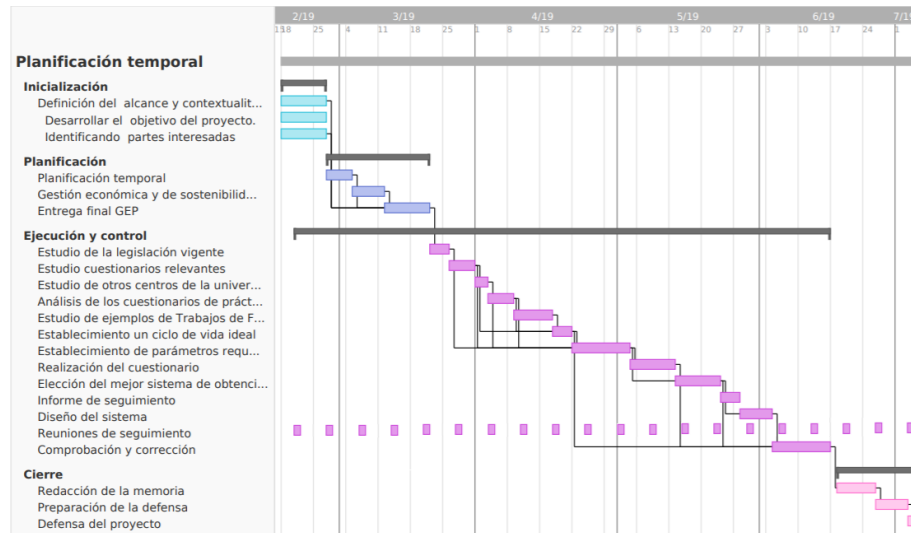 2/19 3/19 4/19 5/19 6/19 7/19
18 25 4 11 18 25 1 8 15 22 29 6 13 20 27 3 10 17 24 1
Planificación temporal
Inicialización
Definición del alcance y contextualit...
Desarrollar el objetivo del proyecto.
Identificando partes interesadas
Planificación
Planificación temporal
Gestión económica y de sostenibilid...
Entrega final GEP
Ejecución y control
Estudio de la legislación vigente
Estudio cuestionarios relevantes
Estudio de otros centros de la univer...
Análisis de los cuestionarios de práct...
Estudio de ejemplos de Trabajos de F...
Establecimiento un ciclo de vida ideal
Establecimiento de parámetros requ...
Realización del cuestionario
Elección del mejor sistema de obtenci...
Informe de seguimiento
Diseño del sistema
Reuniones de seguimiento
Comprobación y corrección
Cierre
Redacción de la memoria
Preparación de la defensa
Defensa del proyecto